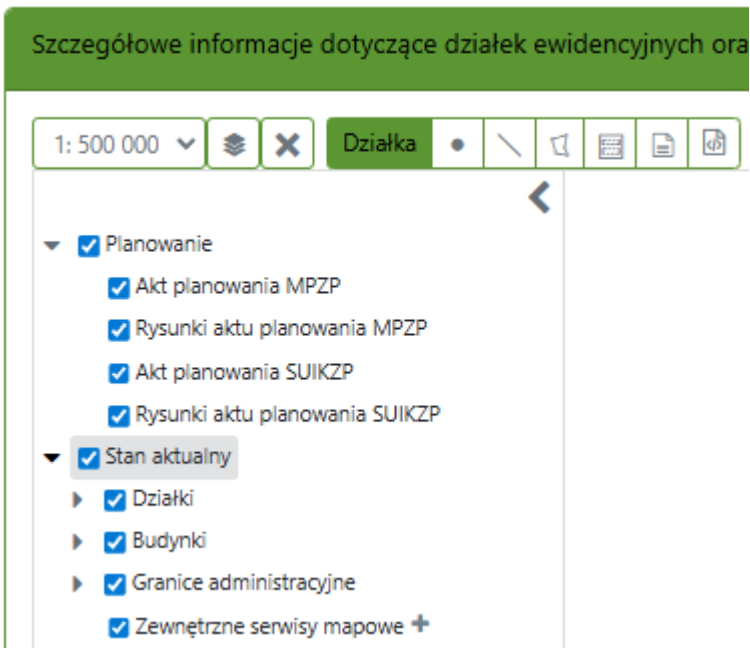 Szczegółowe informacje dotyczące działek ewidencyjnych ora
1: 500 000 Działka
Planowanie
Akt planowania MPZP
Rysunki aktu planowania MPZP
Akt planowania SUIKZP
Rysunki aktu planowania SUIKZP
Stan aktualny
Działki
Budynki
Granice administracyjne
Zewnętrzne serwisy mapowe